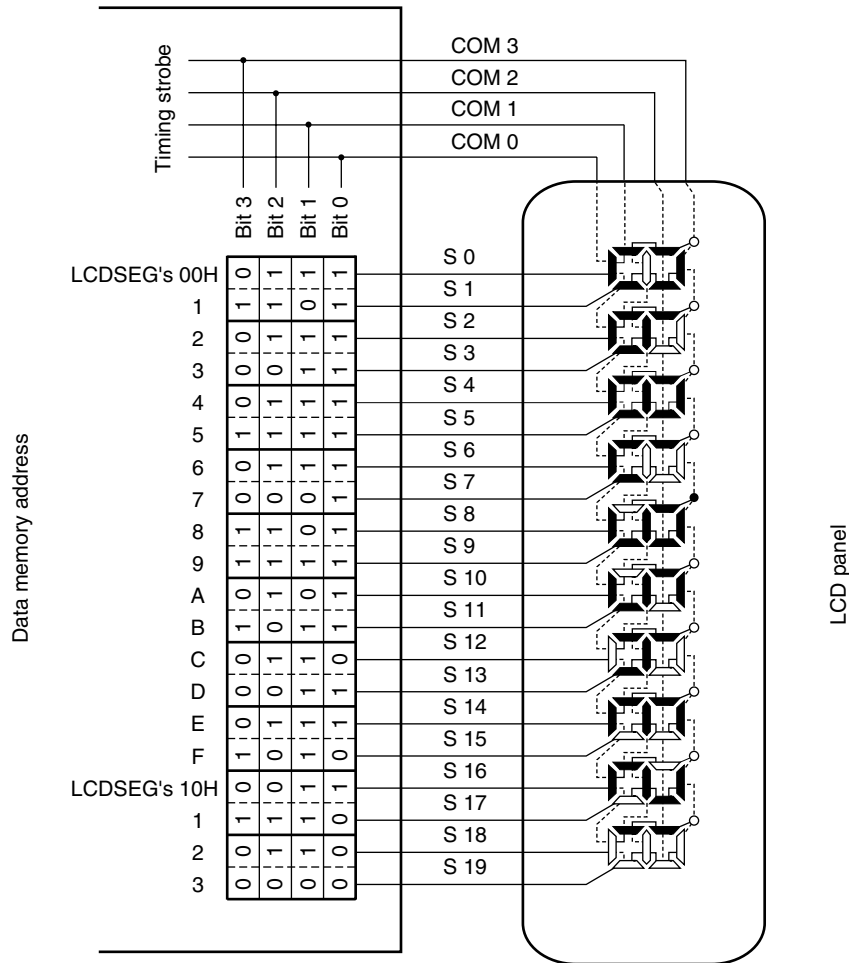 COM 3
COM 2
COM 1
COM 0
Timing strobe
Bit 3
Bit 2
Bit 1
Bit 0
LCDSEG's 00H 0 1 1 1 S 0
1 1 1 0 1 S 1
2 0 1 1 1 S 2
3 0 0 1 1 S 3
4 0 1 1 1 S 4
5 1 1 1 1 S 5
6 0 1 1 1 S 6
7 0 0 0 1 S 7
8 1 1 0 1 S 8
9 1 1 1 1 S 9
A 0 1 0 1 S 10
B 1 0 1 1 S 11
C 0 1 1 0 S 12
D 0 0 1 1 S 13
E 0 1 1 1 S 14
F 1 0 1 0 S 15
LCDSEG's 10H 0 0 1 1 S 16
1 1 1 1 0 S 17
2 0 1 1 0 S 18
3 0 0 0 0 S 19
Data memory address
LCD panel